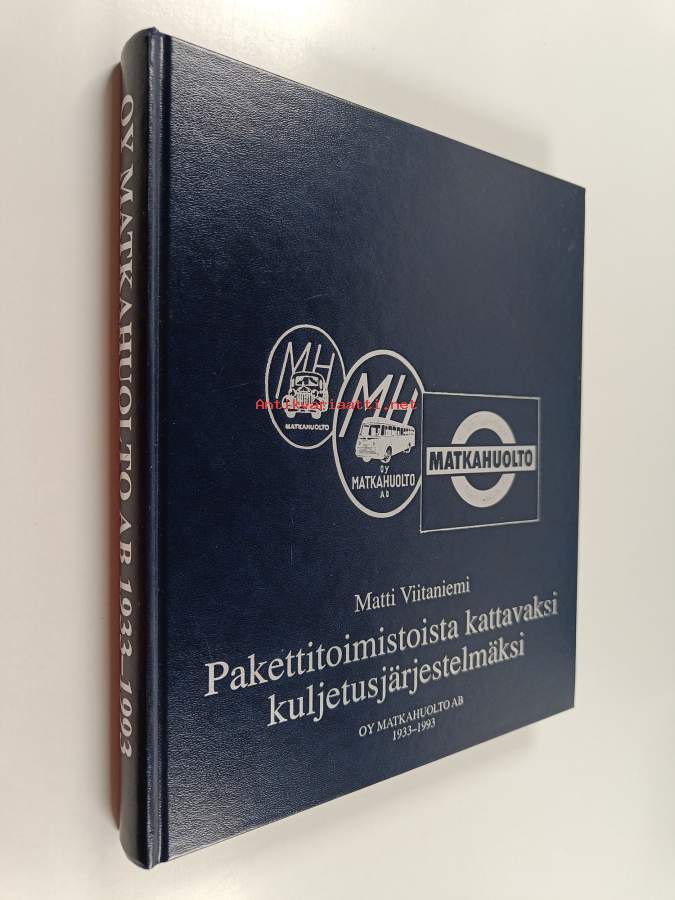 OY MATKAHUOLTO AB 1933–1993
MH
MATKAHUOLTO
MH
OY
MATKAHUOLTO
AB
MATKAHUOLTO
Antikvariaatti.net
Matti Viitaniemi
Pakettitoimistoista kattavaksi
kuljetusjärjestelmäksi
OY MATKAHUOLTO AB
1933–1993